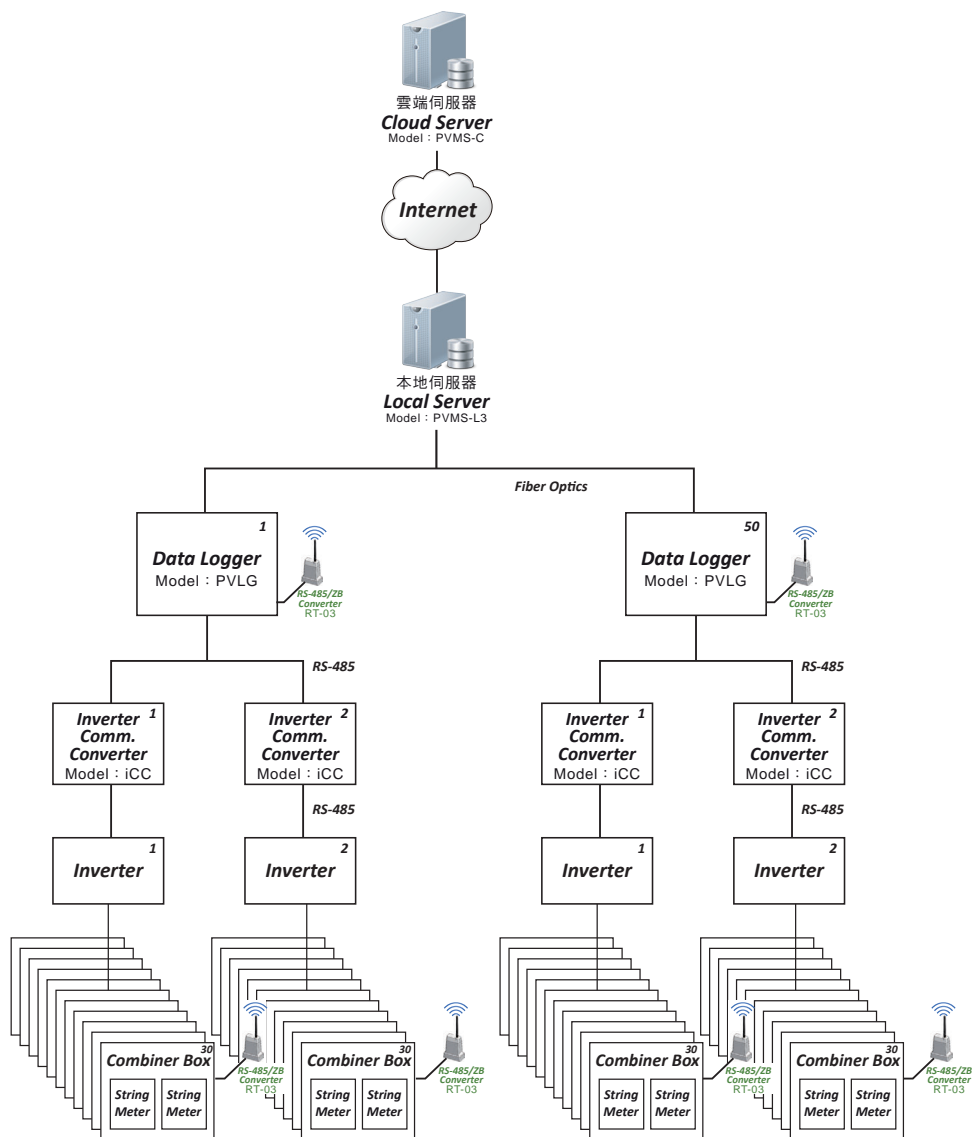 雲端伺服器
Cloud Server
Model：PVMS-C
Internet
本地伺服器
Local Server
Model：PVMS-L3
Fiber Optics
1
Data Logger
Model：PVLG
RS-485/ZB
Converter
RT-03
50
Data Logger
Model：PVLG
RS-485/ZB
Converter
RT-03
RS-485
RS-485
1
Inverter
Comm.
Converter
Model：iCC
2
Inverter
Comm.
Converter
Model：iCC
1
Inverter
Comm.
Converter
Model：iCC
2
Inverter
Comm.
Converter
Model：iCC
RS-485
RS-485
1
Inverter
2
Inverter
1
Inverter
2
Inverter
30
Combiner Box
String
Meter
String
Meter
RS-485/ZB
Converter
RT-03
30
Combiner Box
String
Meter
String
Meter
RS-485/ZB
Converter
RT-03
30
Combiner Box
String
Meter
String
Meter
RS-485/ZB
Converter
RT-03
30
Combiner Box
String
Meter
String
Meter
RS-485/ZB
Converter
RT-03